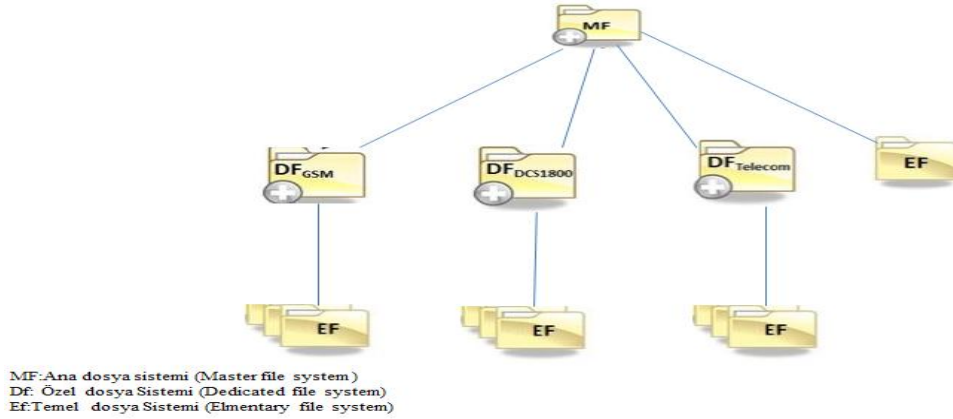 MF
DFGSM
DFDCS1800
DFTelecom
EF
EF
EF
EF
MF:Ana dosya sistemi (Master file system)
Df: Özel dosya Sistemi (Dedicated file system)
Ef:Temel dosya Sistemi (Elmentary file system)